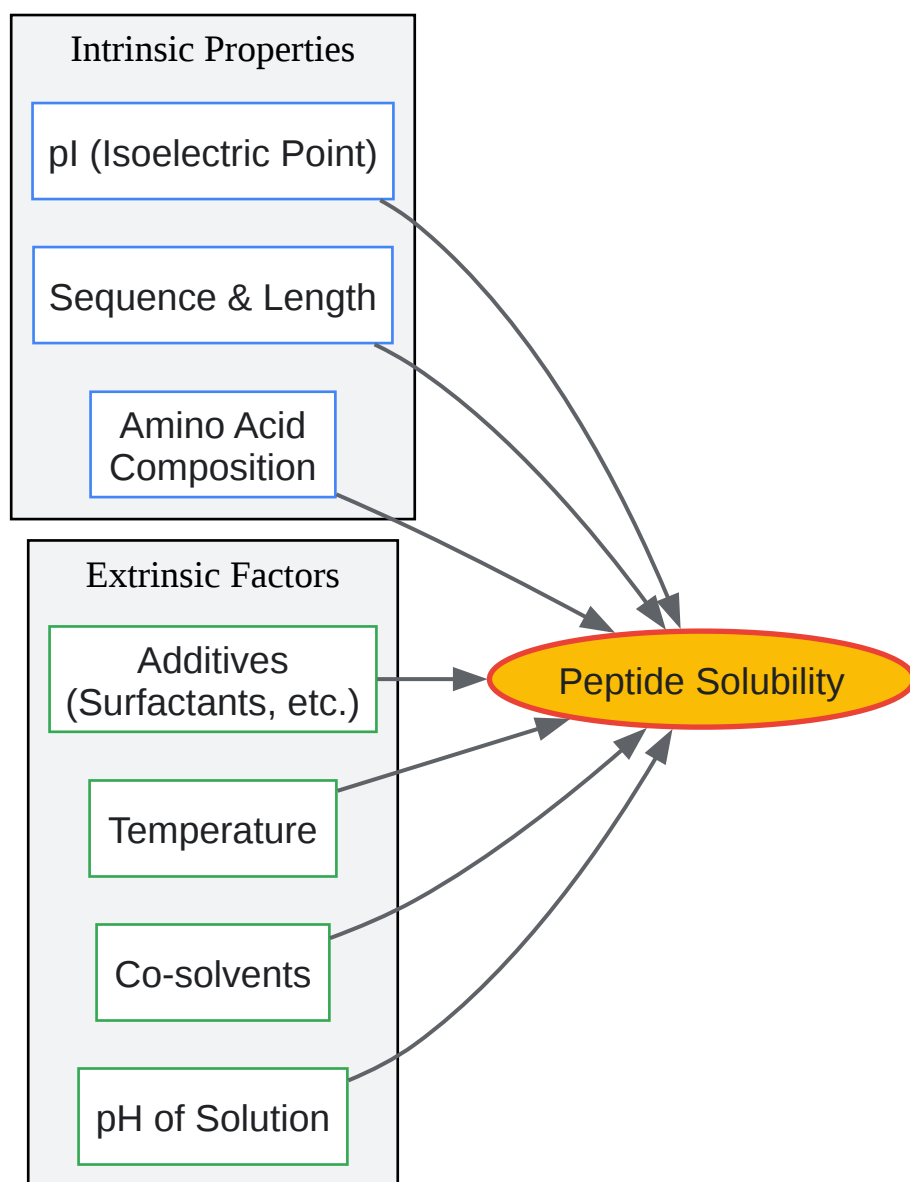 Intrinsic Properties
pI (Isoelectric Point)
Sequence & Length
Amino Acid
Composition
Extrinsic Factors
Additives
(Surfactants, etc.)
Temperature
Co-solvents
pH of Solution
Peptide Solubility